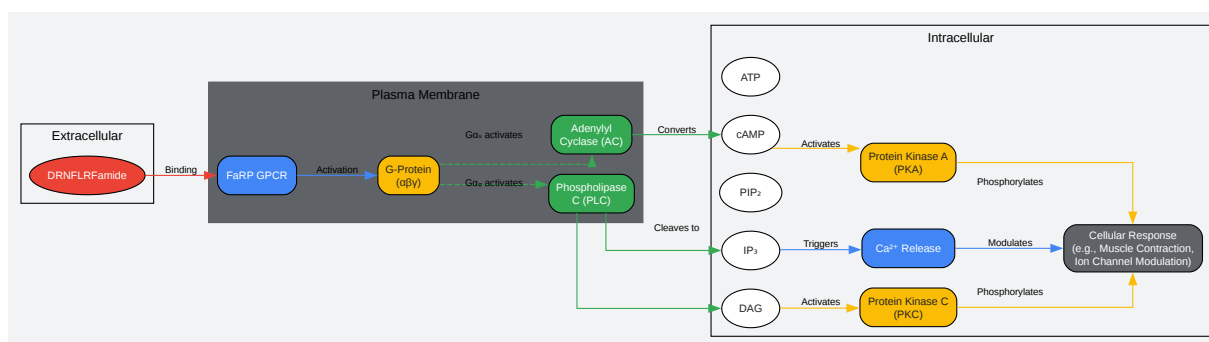 Extracellular
DRNFLRFamide
Binding
Plasma Membrane
FaRP GPCR
Activation
G-Protein
(αβγ)
Gαₛ activates
Gαᵩ activates
Adenylyl
Cyclase (AC)
Phospholipase
C (PLC)
Converts
Cleaves to
Intracellular
ATP
cAMP
PIP₂
IP₃
DAG
Activates
Protein Kinase A
(PKA)
Phosphorylates
Triggers
Ca²⁺ Release
Modulates
Activates
Protein Kinase C
(PKC)
Phosphorylates
Cellular Response
(e.g., Muscle Contraction,
Ion Channel Modulation)